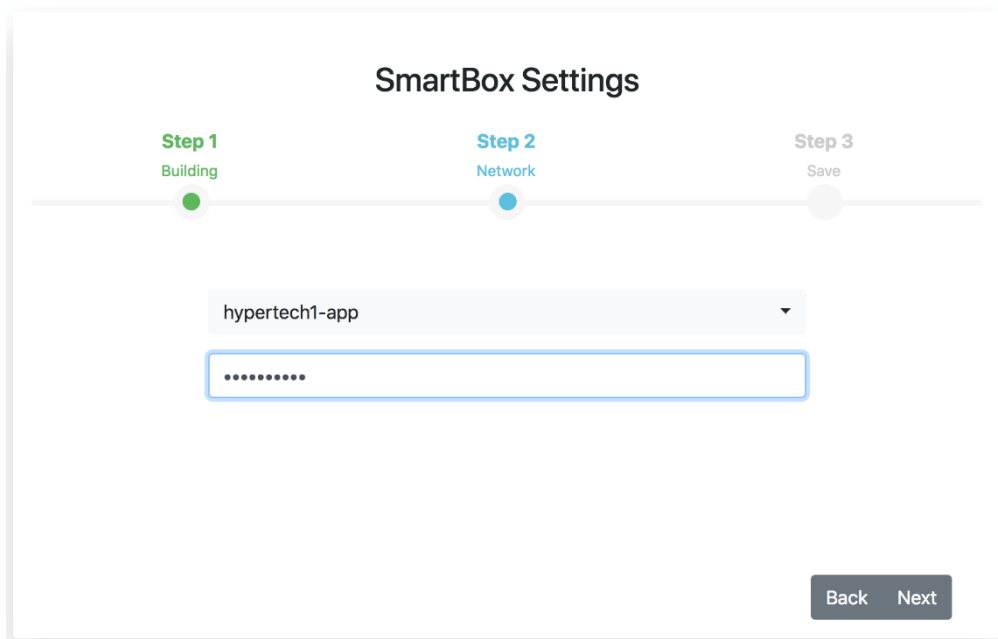 SmartBox Settings
Step 1 Step 2 Step 3
Building Network Save
hypertech1-app
••••••••••
Back Next